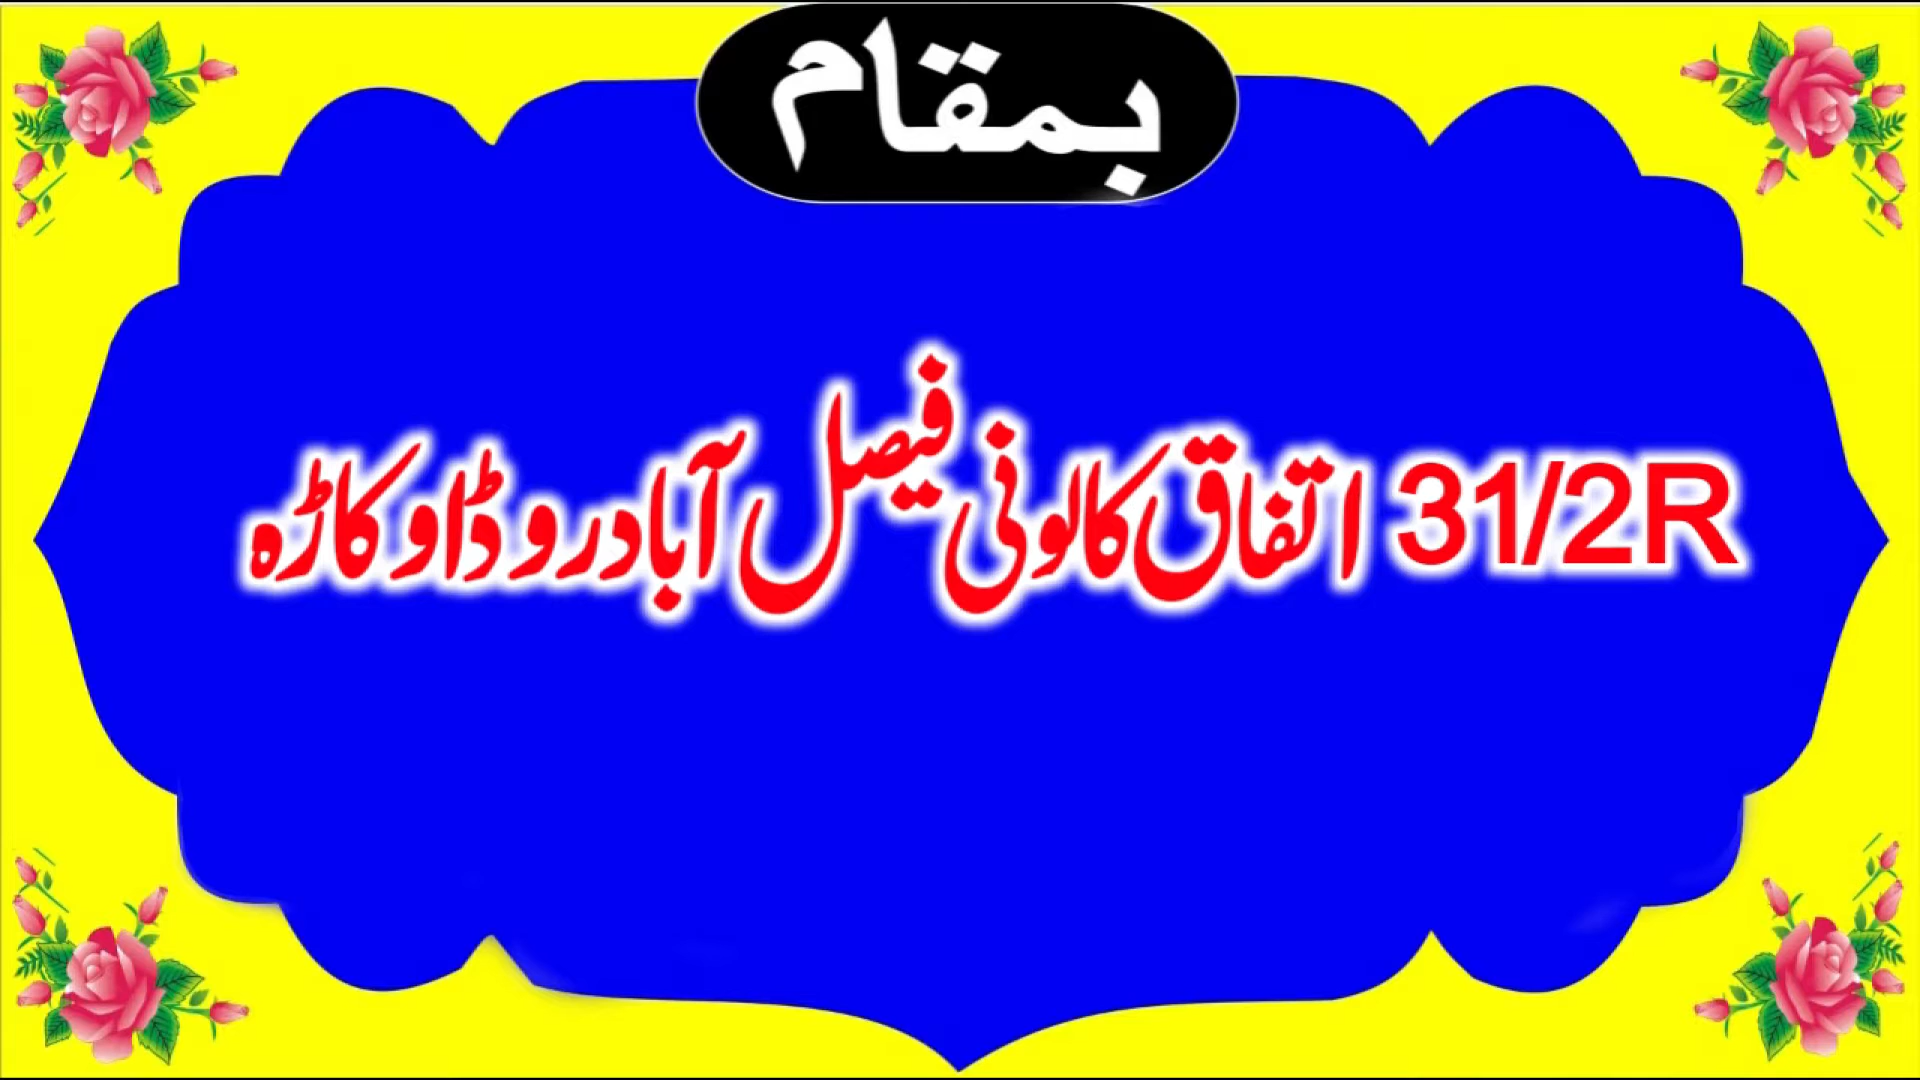 بمقام
31/2R اتفاق کالونی فیصل آباد روڈ اوکاڑہ